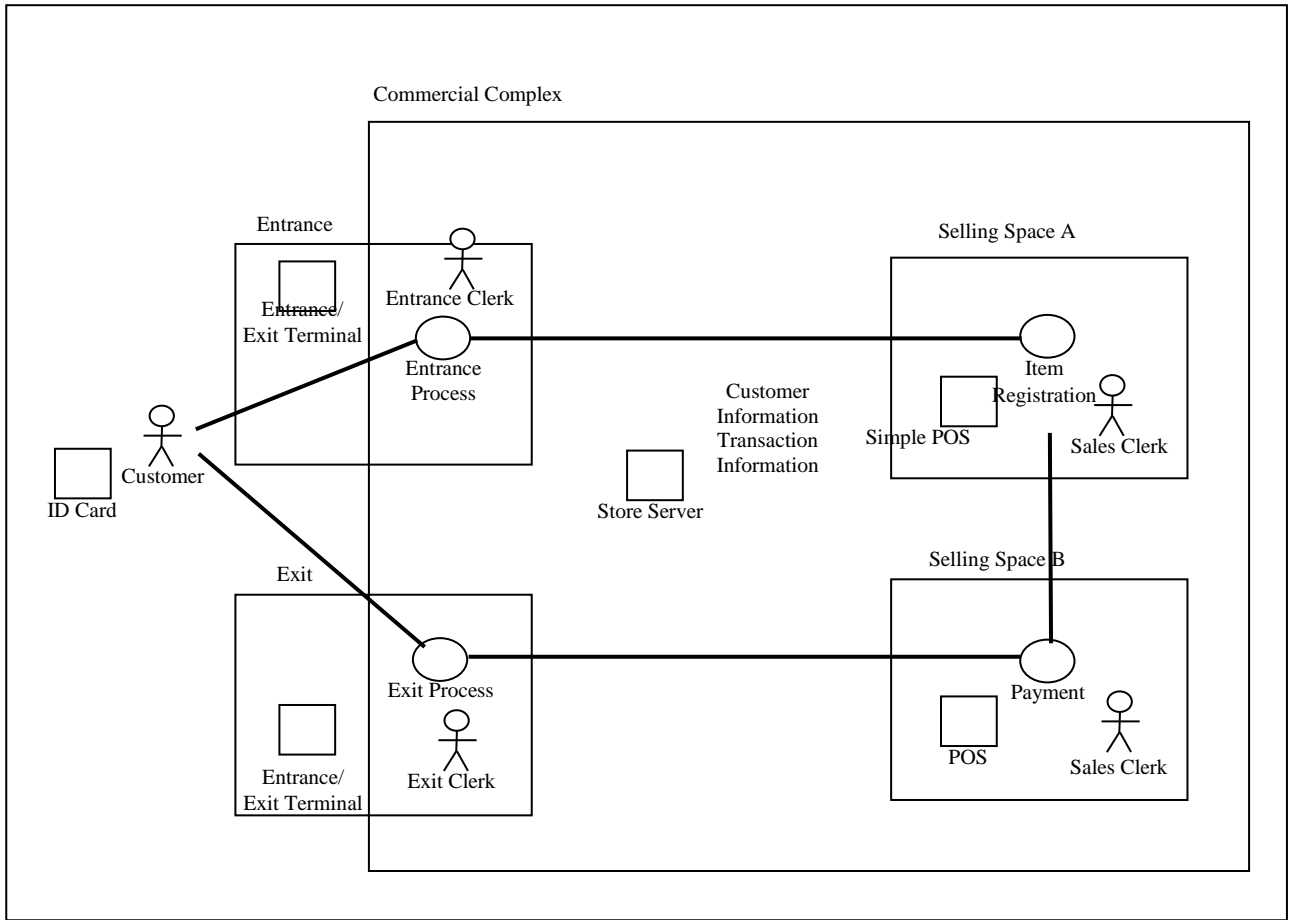 Commercial Complex
Entrance
Selling Space A
Entrance Clerk
Entrance/
Exit Terminal
Entrance
Process
Item
Registration
Customer
Information
Transaction
Information
Simple POS
Sales Clerk
Customer
ID Card
Store Server
Exit
Selling Space B
Exit Process
Payment
POS
Sales Clerk
Entrance/
Exit Terminal
Exit Clerk